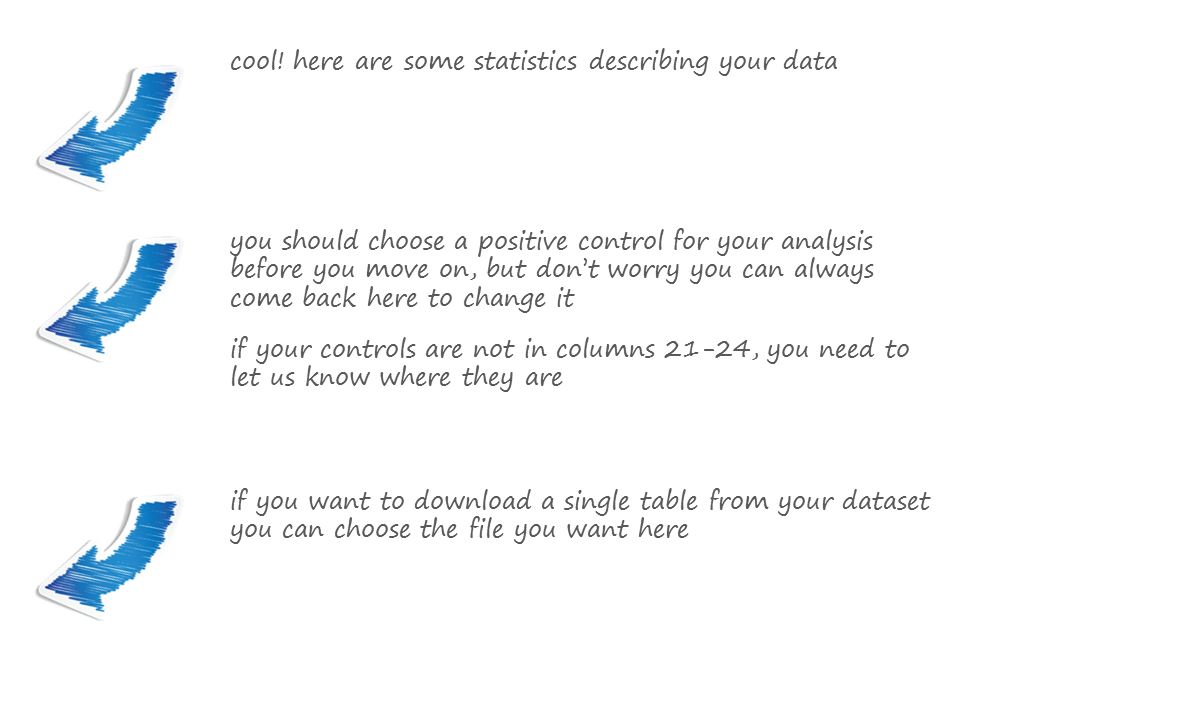 cool! here are some statistics describing your data
you should choose a positive control for your analysis
before you move on, but don't worry you can always
come back here to change it
if your controls are not in columns 21-24, you need to
let us know where they are
if you want to download a single table from your dataset
you can choose the file you want here